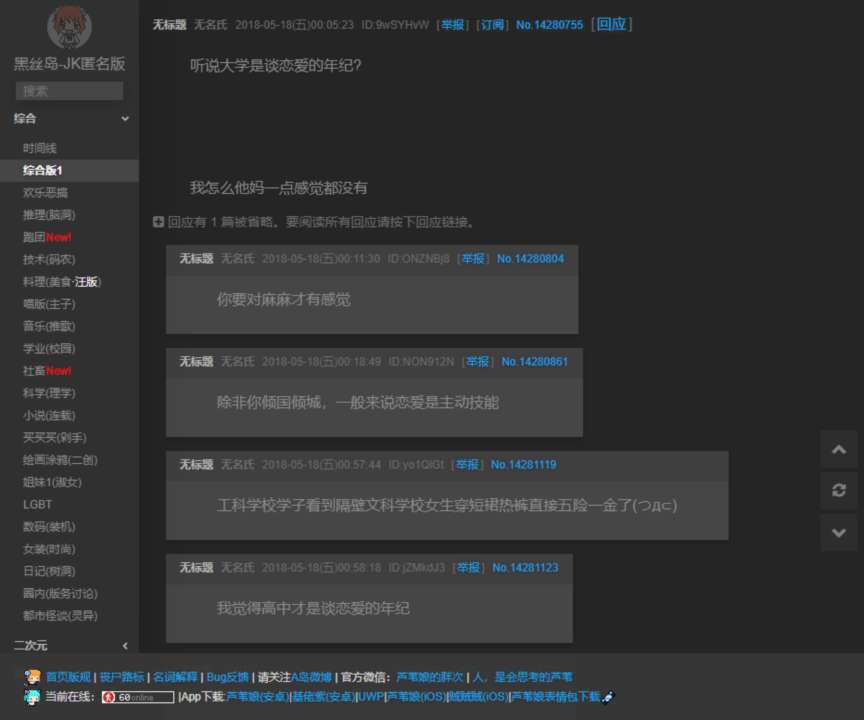 黑丝岛-JK匿名版
搜索
综合
时间线
综合版1
欢乐恶搞
推理(脑洞)
跑团New!
技术(码农)
料理(美食·汪版)
喵版(主子)
音乐(推歌)
学业(校园)
社畜New!
科学(理学)
小说(连载)
买买买(剁手)
绘画涂鸦(二创)
姐妹1(淑女)
LGBT
数码(装机)
女装(时尚)
日记(树洞)
圈内(版务讨论)
都市怪谈(灵异)
二次元
无标题 无名氏 2018-05-18(五)00:05:23 ID:9wSYHvW [举报] [订阅] No.14280755 [回应]
听说大学是谈恋爱的年纪?
我怎么他妈一点感觉都没有
回应有 1 篇被省略。要阅读所有回应请按下回应链接。
无标题 无名氏 2018-05-18(五)00:11:30 ID:ONZNBj8 [举报] No.14280804
你要对麻麻才有感觉
无标题 无名氏 2018-05-18(五)00:18:49 ID:NON912N [举报] No.14280861
除非你倾国倾城，一般来说恋爱是主动技能
无标题 无名氏 2018-05-18(五)00:57:44 ID:yo1QlGt [举报] No.14281119
工科学校学子看到隔壁文科学校女生穿短裙热裤直接五险一金了(つд⊂)
无标题 无名氏 2018-05-18(五)00:58:18 ID:jZMkdJ3 [举报] No.14281123
我觉得高中才是谈恋爱的年纪
首页版规 | 丧尸路标 | 名词解释 | Bug反馈 | 请关注A岛微博 | 官方微信：芦苇娘的胖次 | 人，是会思考的芦苇
当前在线：60 online |App下载:芦苇娘(安卓)|基佬紫(安卓)|UWP|芦苇娘(iOS)|贼贼贼(iOS)|芦苇娘表情包下载